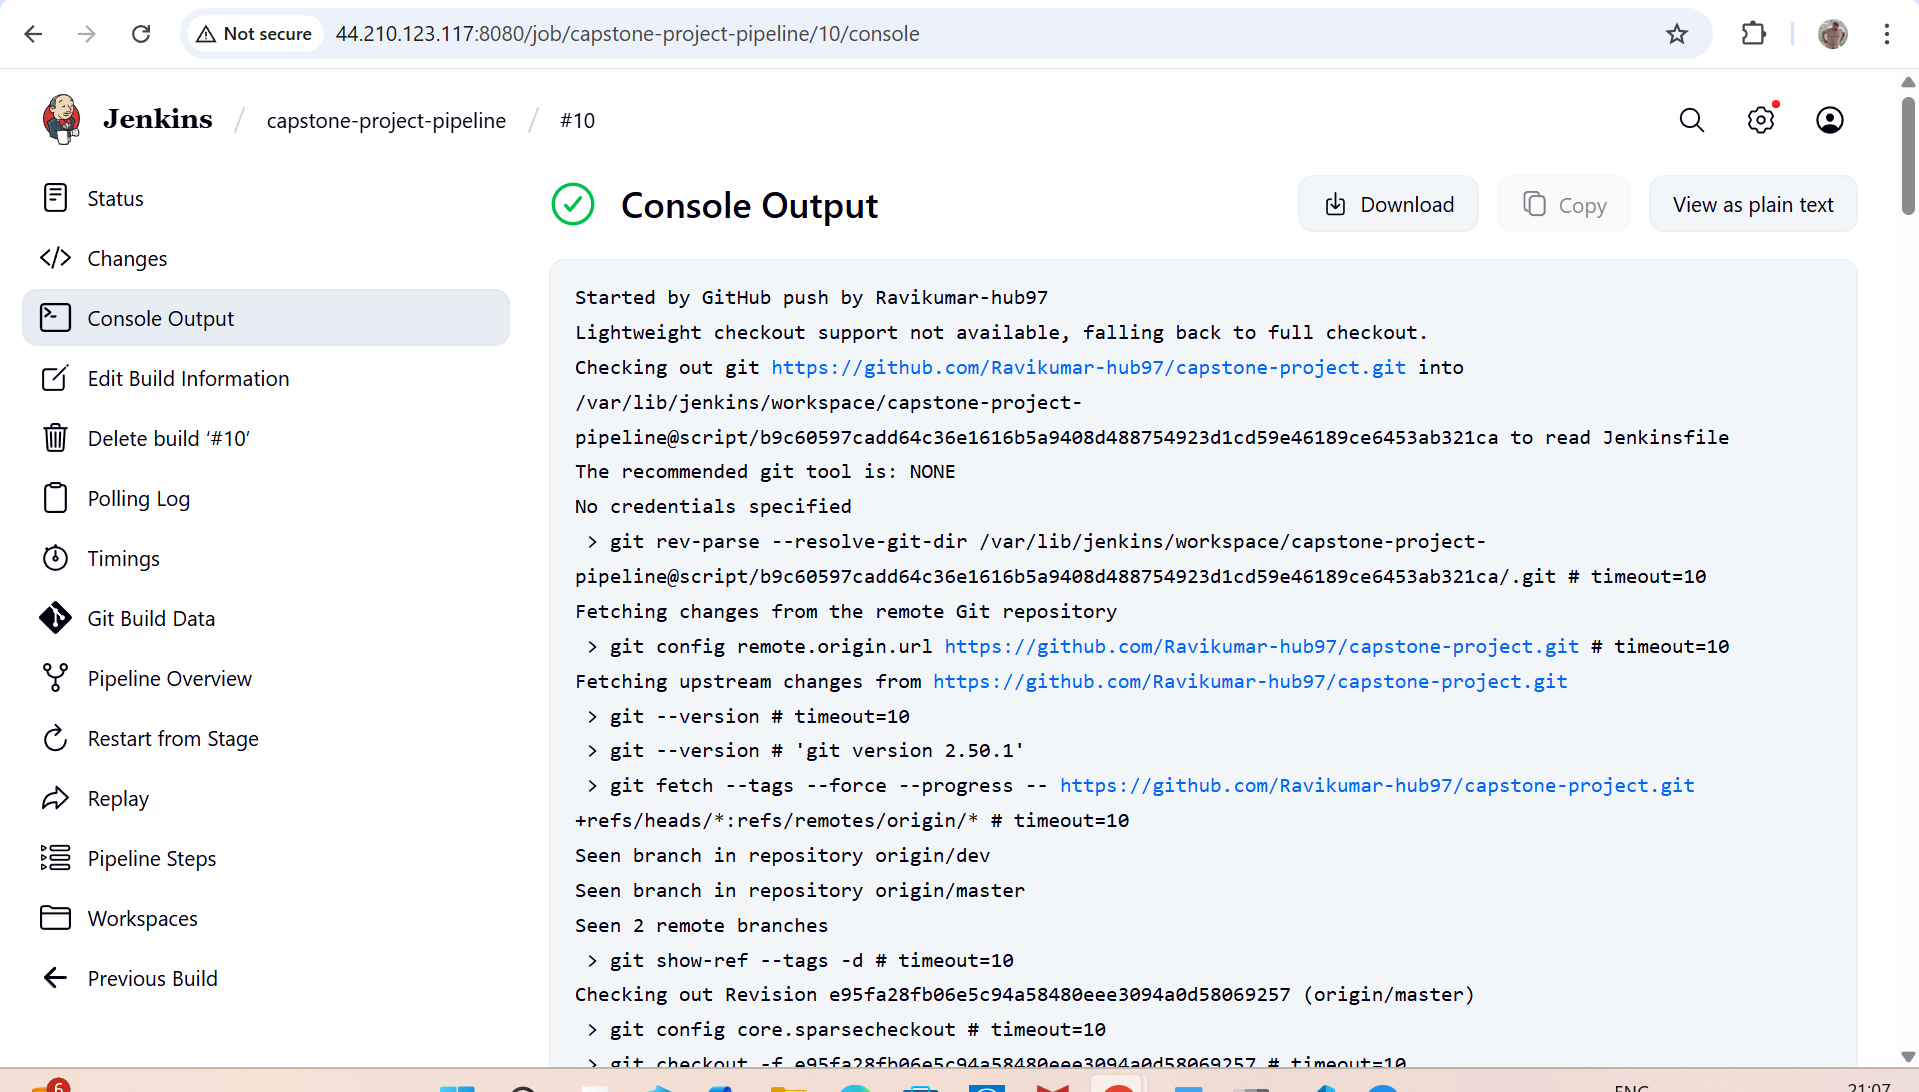 Not secure
44.210.123.117:8080/job/capstone-project-pipeline/10/console
Jenkins / capstone-project-pipeline / #10
Status
Changes
Console Output
Edit Build Information
Delete build ‘#10’
Polling Log
Timings
Git Build Data
Pipeline Overview
Restart from Stage
Replay
Pipeline Steps
Workspaces
Previous Build
Console Output
Download
Copy
View as plain text
Started by GitHub push by Ravikumar-hub97
Lightweight checkout support not available, falling back to full checkout.
Checking out git https://github.com/Ravikumar-hub97/capstone-project.git into
/var/lib/jenkins/workspace/capstone-project-
pipeline@script/b9c60597cadd64c36e1616b5a9408d488754923d1cd59e46189ce6453ab321ca to read Jenkinsfile
The recommended git tool is: NONE
No credentials specified
> git rev-parse --resolve-git-dir /var/lib/jenkins/workspace/capstone-project-
pipeline@script/b9c60597cadd64c36e1616b5a9408d488754923d1cd59e46189ce6453ab321ca/.git # timeout=10
Fetching changes from the remote Git repository
> git config remote.origin.url https://github.com/Ravikumar-hub97/capstone-project.git # timeout=10
Fetching upstream changes from https://github.com/Ravikumar-hub97/capstone-project.git
> git --version # timeout=10
> git --version # 'git version 2.50.1'
> git fetch --tags --force --progress -- https://github.com/Ravikumar-hub97/capstone-project.git
+refs/heads/*:refs/remotes/origin/* # timeout=10
Seen branch in repository origin/dev
Seen branch in repository origin/master
Seen 2 remote branches
> git show-ref --tags -d # timeout=10
Checking out Revision e95fa28fb06e5c94a58480eee3094a0d58069257 (origin/master)
> git config core.sparsecheckout # timeout=10
> git checkout -f e95fa28fb06e5c94a58480eee3094a0d58069257 # timeout=10
6
ENG
21:07